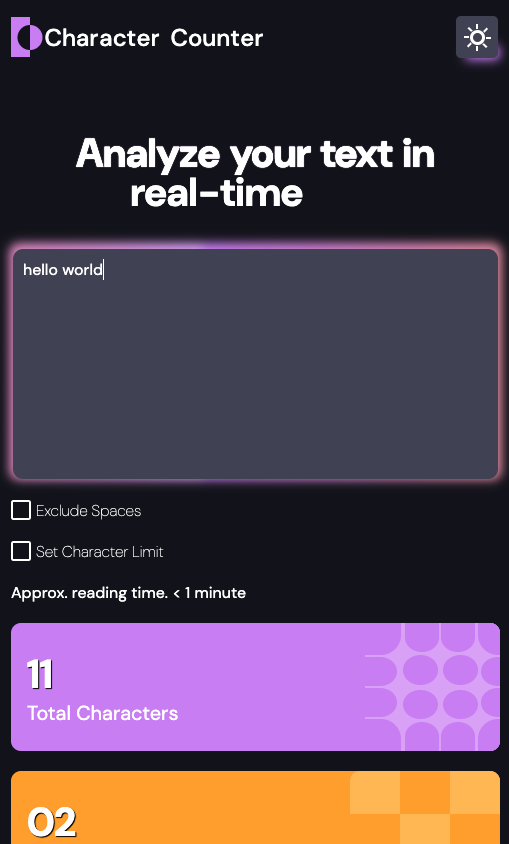 Character Counter
Analyze your text in
real-time
hello world
Exclude Spaces
Set Character Limit
Approx. reading time. < 1 minute
11
Total Characters
02